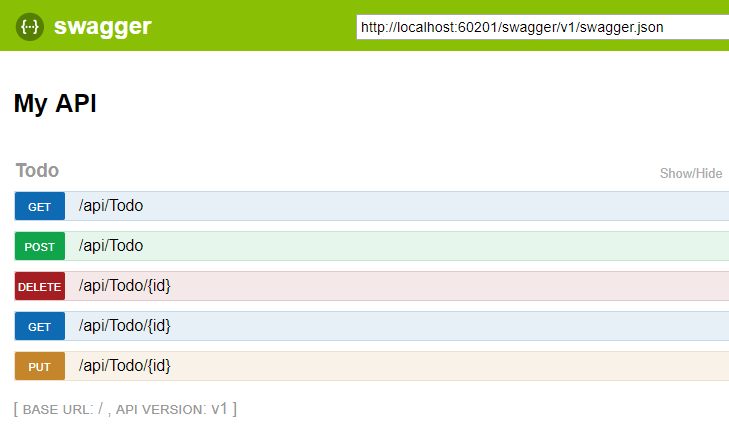 {···} swagger http://localhost:60201/swagger/v1/swagger.json
My API
Todo Show/Hide
GET /api/Todo
POST /api/Todo
DELETE /api/Todo/{id}
GET /api/Todo/{id}
PUT /api/Todo/{id}
[ BASE URL: / , API VERSION: v1 ]